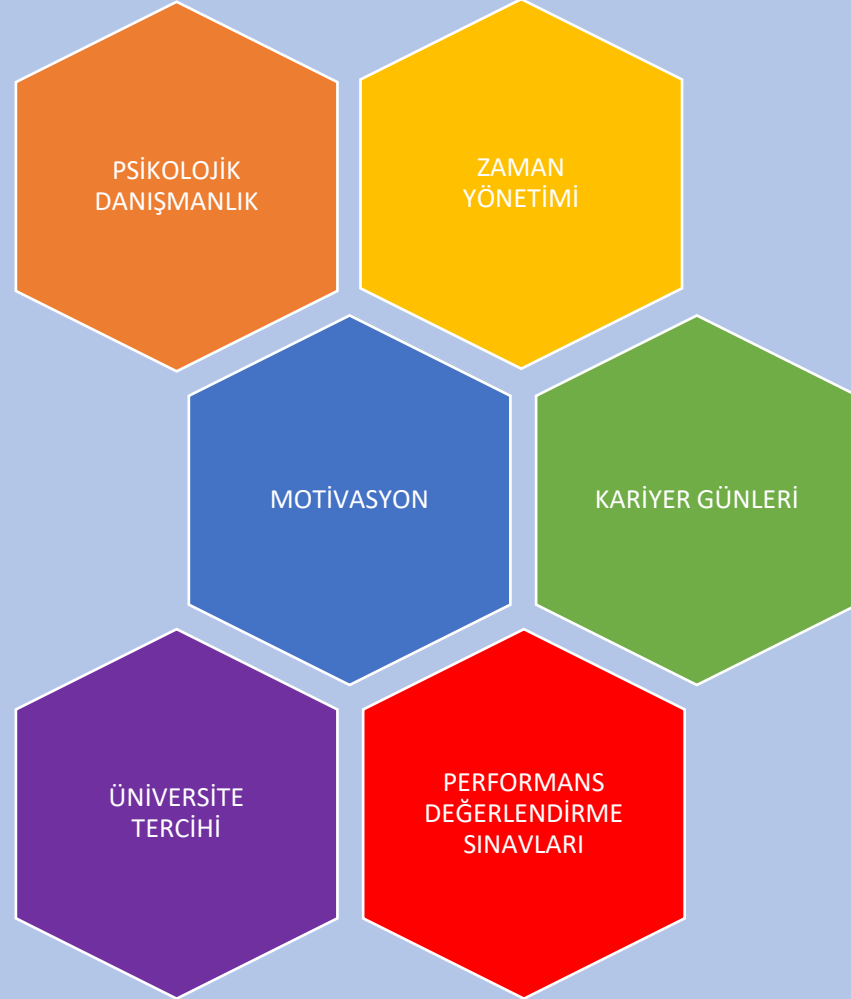 PSİKOLOJİK
DANIŞMANLIK
ZAMAN
YÖNETİMİ
MOTİVASYON
KARİYER GÜNLERİ
ÜNİVERSİTE
TERCİHİ
PERFORMANS
DEĞERLENDİRME
SINAVLARI